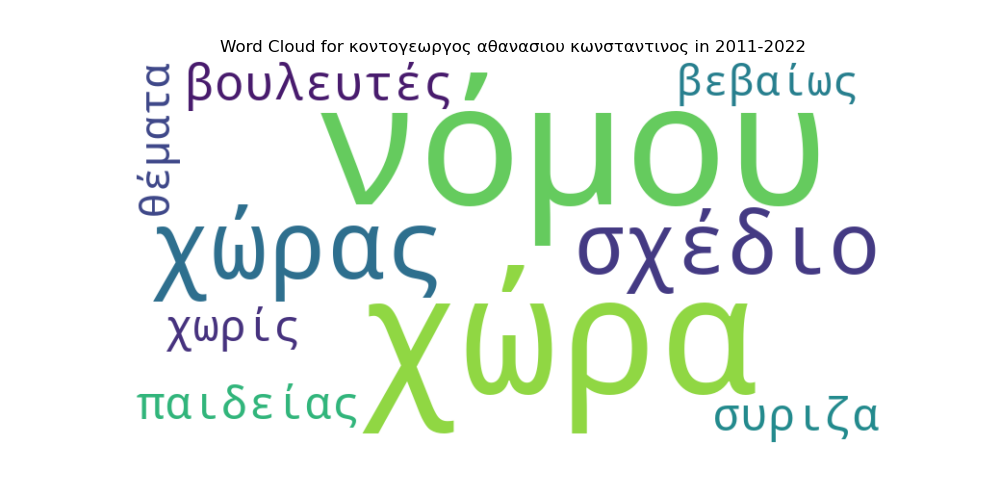 Word Cloud for κοντογεωργος αθανασιου κωνσταντινος in 2011-2022
θέματα
βουλευτές
βεβαίως
νόμου
χώρας
σχέδιο
χωρίς
χώρα
παιδείας
συριζα